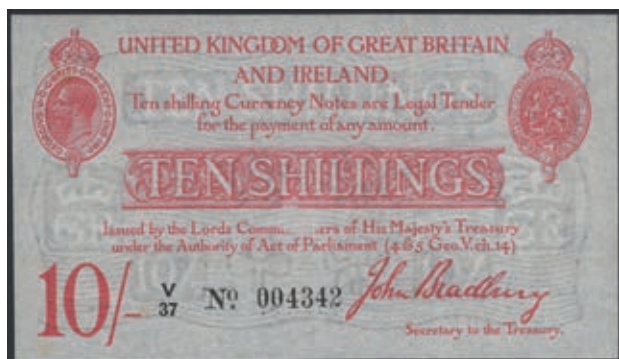 UNITED KINGDOM OF GREAT BRITAIN
AND IRELAND.
Ten shilling Currency Notes are Legal Tender
for the payment of any amount.
TEN SHILLINGS
Issued by the Lords Comm ers of His Majesty's Treasury
under the Authority of Act of Parliament (4 & 5 Geo. V. ch. 14)
10/- V/37 No 004342 John Bradbury
Secretary to the Treasury.